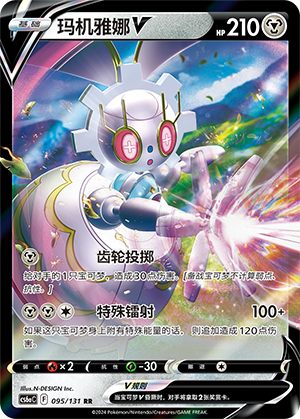 基础 玛机雅娜V HP 210
齿轮投掷
给对手的1只宝可梦,造成30点伤害。[备战宝可梦不计算弱点、
抗性。]
特殊镭射 100+
如果这只宝可梦身上附有特殊能量的话,则追加造成120点伤
害。
弱点 ×2 抗性 -30 撤退
V规则
当宝可梦V昏厥时,对手将拿取2张奖赏卡。
Illus.N-DESIGN Inc.
CS6aC F 095/131 RR
©2024 Pokémon/Nintendo/Creatures/GAME FREAK.